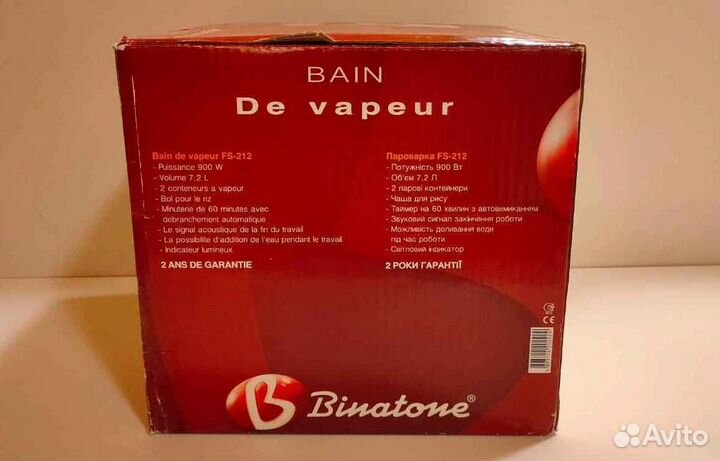 BAIN
De vapeur
Bain de vapeur FS-212
- Puissance 900 W
- Volume 7,2 L
- 2 conteneurs a vapeur
- Bol pour le riz
- Minuterie de 60 minutes avec
debranchement automatique
- Le signal acoustique de la fin du travail
- La possibilite d'addition de l'eau pendant le travail
- Indicateur lumineux
2 ANS DE GARANTIE
Пароварка FS-212
- Потужність 900 Вт
- Об'єм 7,2 Л
- 2 парові контейнери
- Чаша для рису
- Таймер на 60 хвилин з автовимиканням
- Звуковий сигнал закінчення роботи
- Можливість доливання води
під час роботи
- Світловий індикатор
2 РОКИ ГАРАНТІЇ
CE
B Binatone®
Avito